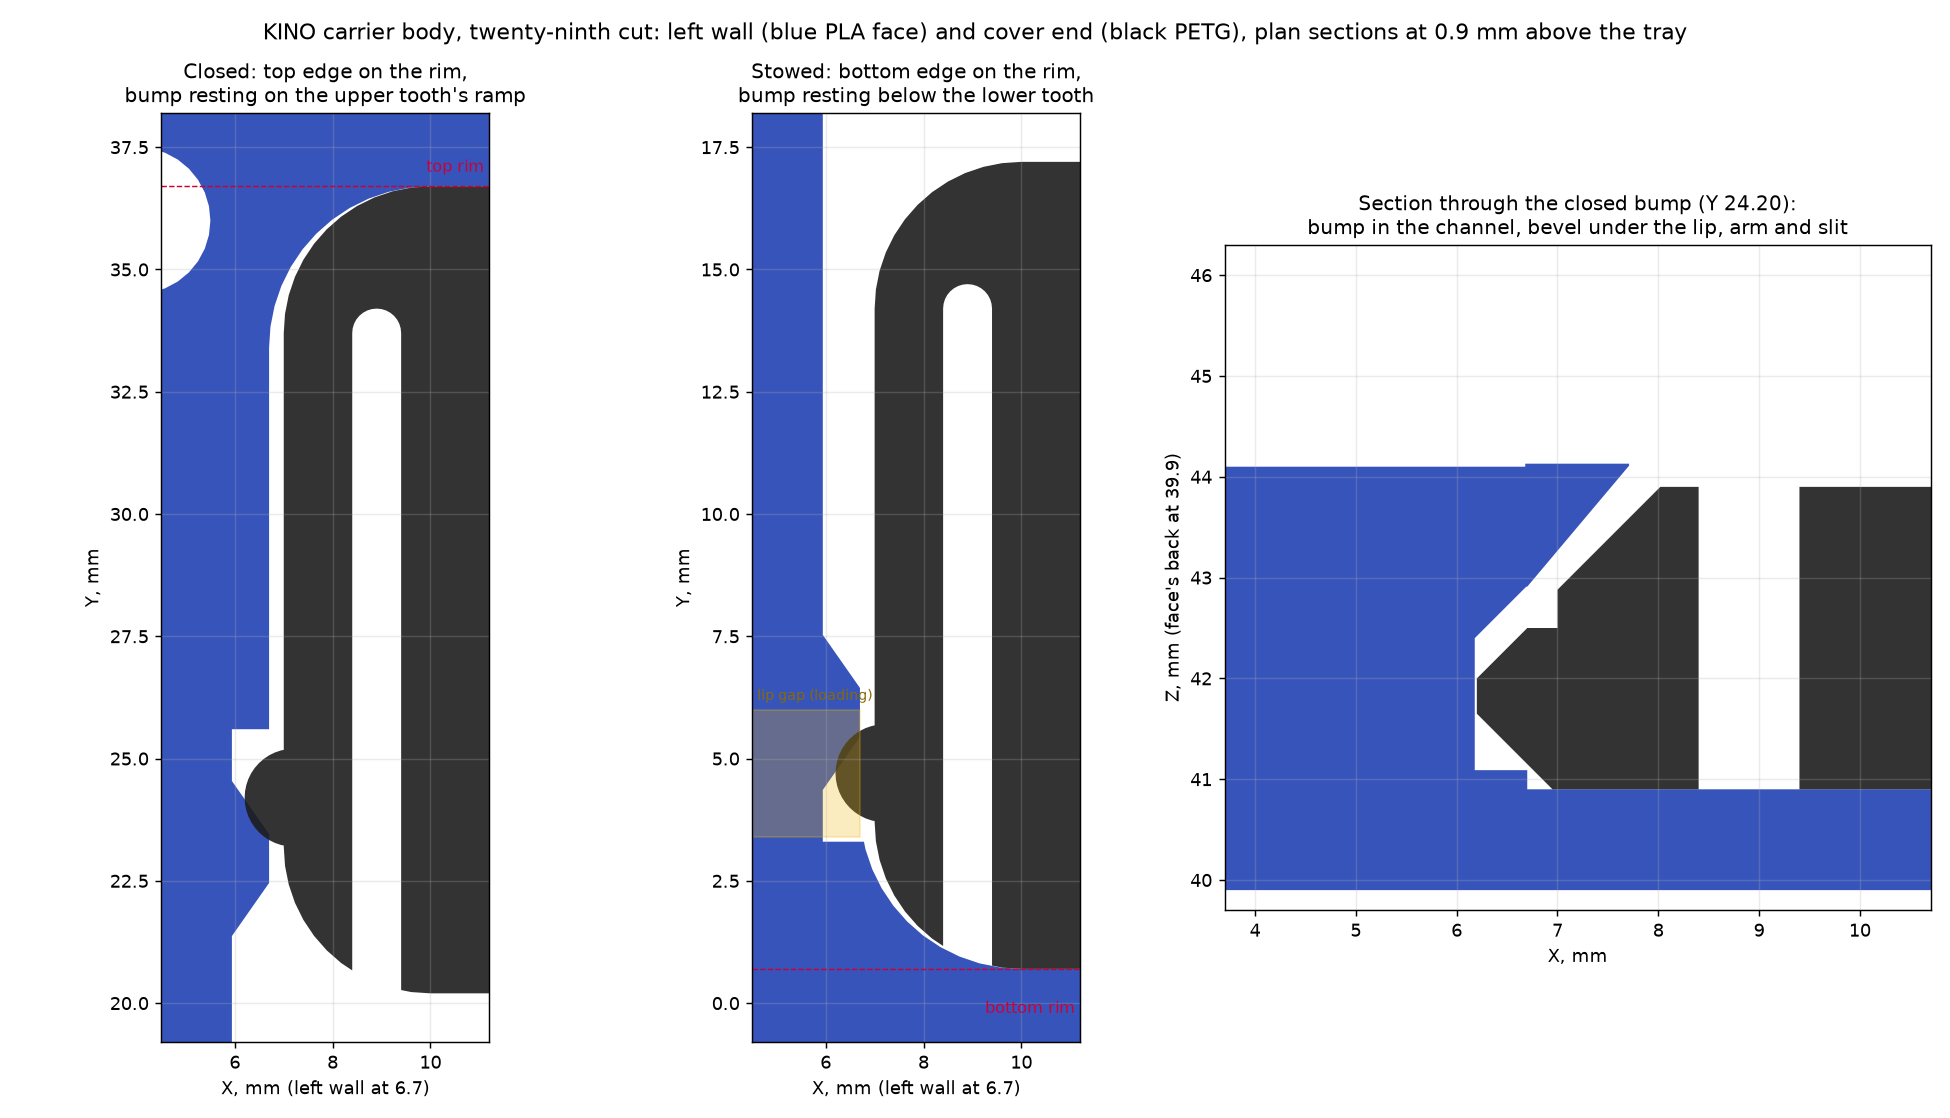 KINO carrier body, twenty-ninth cut: left wall (blue PLA face) and cover end (black PETG), plan sections at 0.9 mm above the tray
Closed: top edge on the rim,
bump resting on the upper tooth's ramp
37.5
35.0
32.5
30.0
27.5
25.0
22.5
20.0
Y, mm
top rim
6
8
10
X, mm (left wall at 6.7)
Stowed: bottom edge on the rim,
bump resting below the lower tooth
17.5
15.0
12.5
10.0
7.5
5.0
2.5
0.0
Y, mm
lip gap (loading)
bottom rim
6
8
10
X, mm (left wall at 6.7)
Section through the closed bump (Y 24.20):
bump in the channel, bevel under the lip, arm and slit
46
45
44
43
42
41
40
Z, mm (face's back at 39.9)
4
5
6
7
8
9
10
X, mm